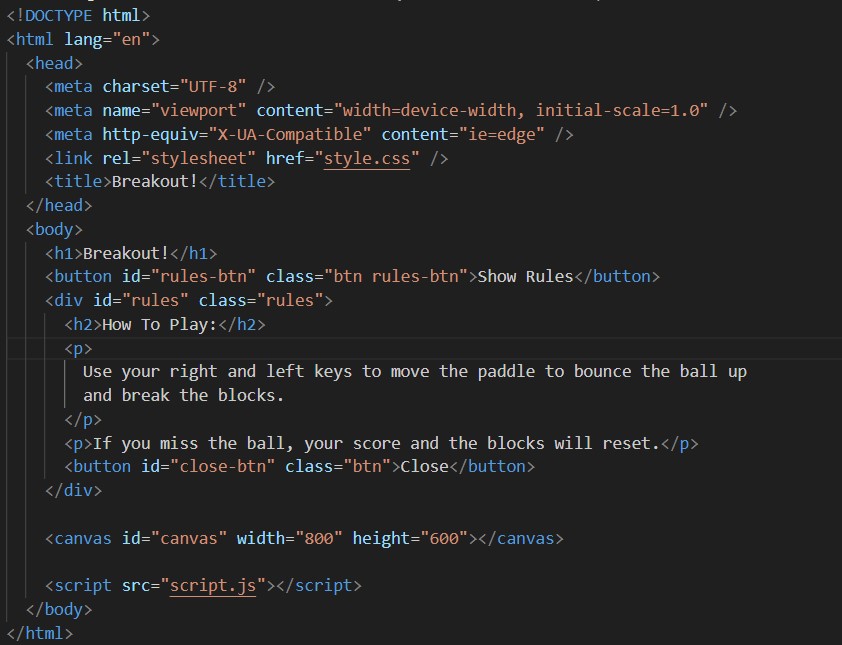 <!DOCTYPE html>
<html lang="en">
  <head>
    <meta charset="UTF-8" />
    <meta name="viewport" content="width=device-width, initial-scale=1.0" />
    <meta http-equiv="X-UA-Compatible" content="ie=edge" />
    <link rel="stylesheet" href="style.css" />
    <title>Breakout!</title>
  </head>
  <body>
    <h1>Breakout!</h1>
    <button id="rules-btn" class="btn rules-btn">Show Rules</button>
    <div id="rules" class="rules">
      <h2>How To Play:</h2>
      <p>
        Use your right and left keys to move the paddle to bounce the ball up
        and break the blocks.
      </p>
      <p>If you miss the ball, your score and the blocks will reset.</p>
      <button id="close-btn" class="btn">Close</button>
    </div>

    <canvas id="canvas" width="800" height="600"></canvas>

    <script src="script.js"></script>
  </body>
</html>